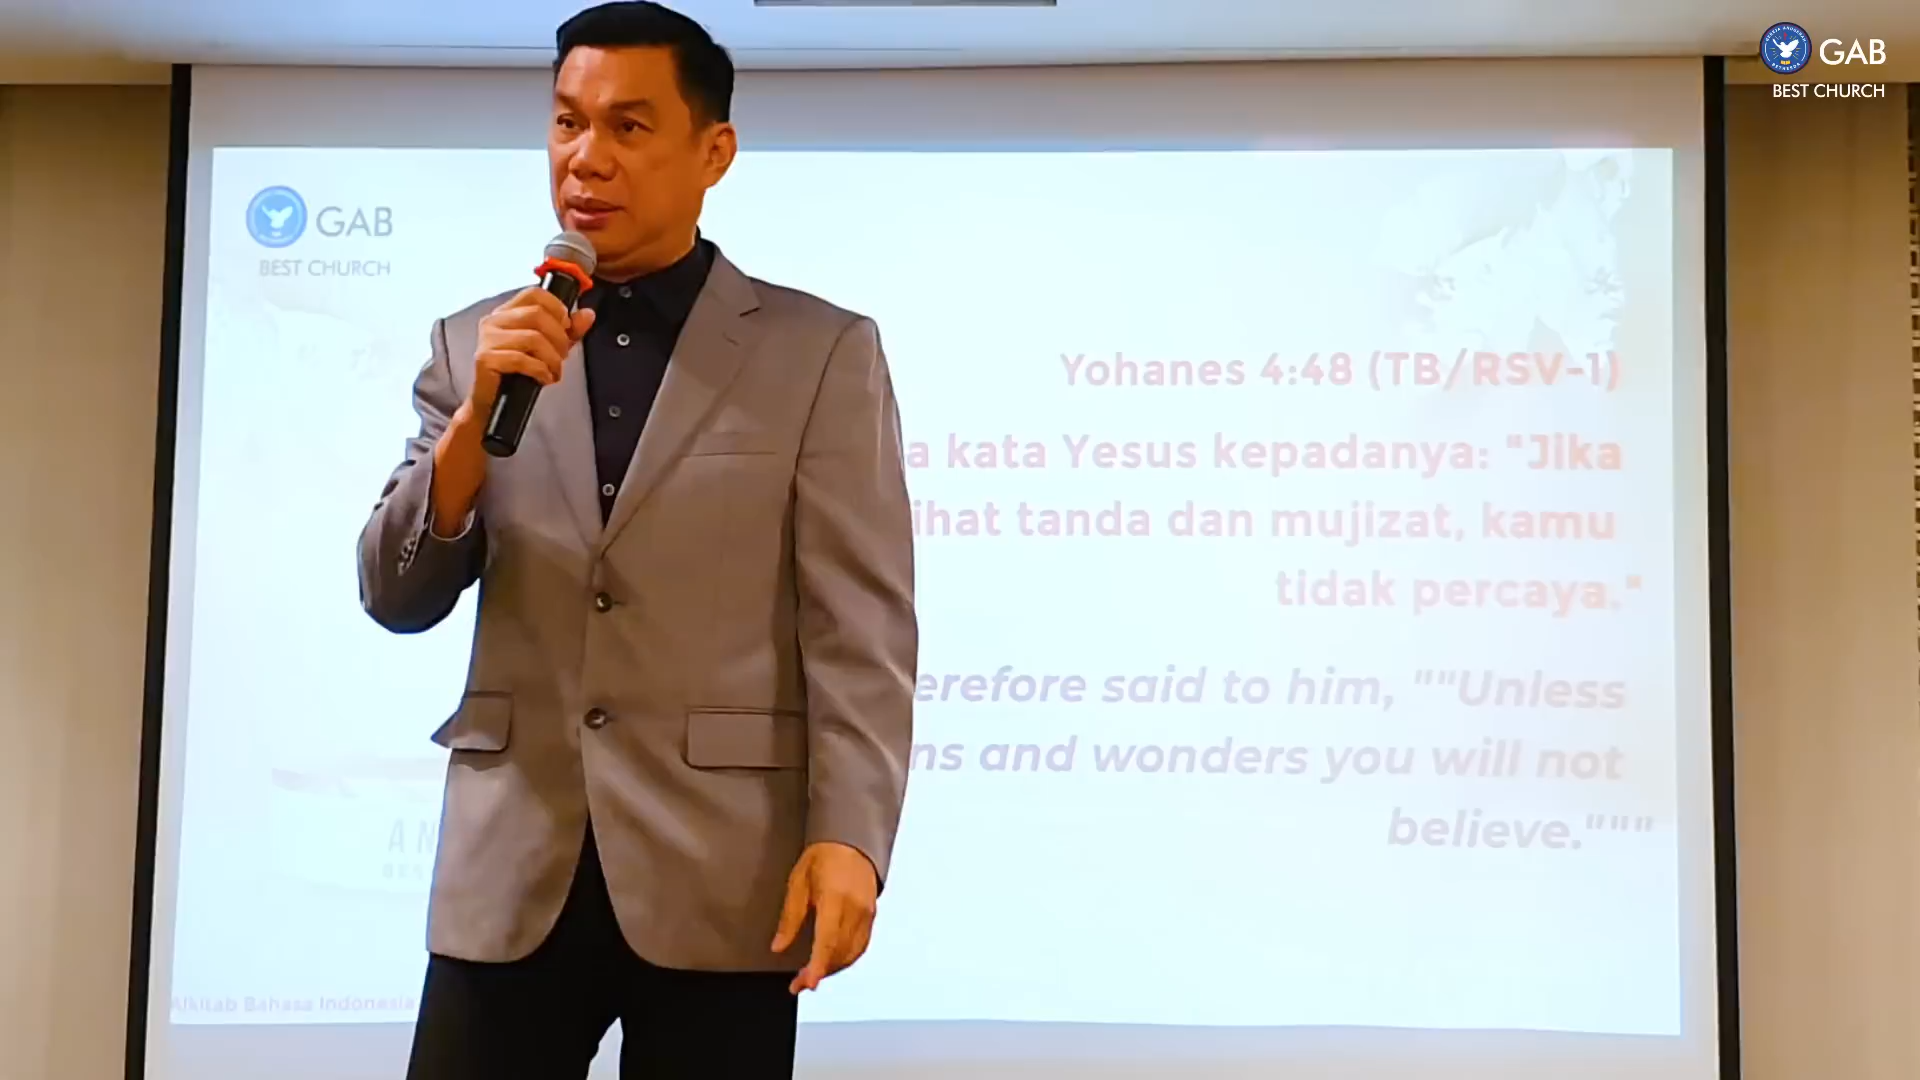 GAB
BEST CHURCH
GAB
BEST CHURCH
Yohanes 4:48 (TB/RSV-1)
a kata Yesus kepadanya: "Jika
ihat tanda dan mujizat, kamu
tidak percaya."
erefore said to him, ""Unless
ns and wonders you will not
believe."""
AN
Alkitab Bahasa Indonesia